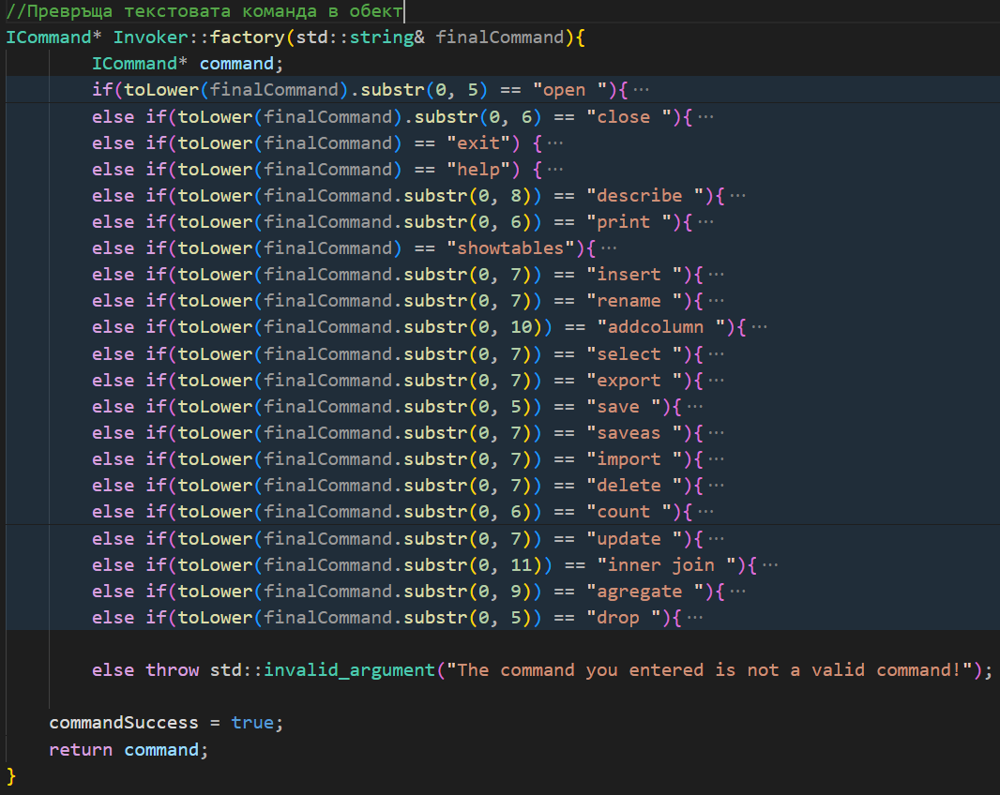 //Превръща текстовата команда в обект
ICommand* Invoker::factory(std::string& finalCommand){
ICommand* command;
if(toLower(finalCommand).substr(0, 5) == "open "){ ···
else if(toLower(finalCommand).substr(0, 6) == "close "){ ···
else if(toLower(finalCommand) == "exit") { ···
else if(toLower(finalCommand) == "help") { ···
else if(toLower(finalCommand.substr(0, 8)) == "describe "){ ···
else if(toLower(finalCommand.substr(0, 6)) == "print "){ ···
else if(toLower(finalCommand) == "showtables"){ ···
else if(toLower(finalCommand.substr(0, 7)) == "insert "){ ···
else if(toLower(finalCommand.substr(0, 7)) == "rename "){ ···
else if(toLower(finalCommand.substr(0, 10)) == "addcolumn "){ ···
else if(toLower(finalCommand.substr(0, 7)) == "select "){ ···
else if(toLower(finalCommand.substr(0, 7)) == "export "){ ···
else if(toLower(finalCommand.substr(0, 5)) == "save "){ ···
else if(toLower(finalCommand.substr(0, 7)) == "saveas "){ ···
else if(toLower(finalCommand.substr(0, 7)) == "import "){ ···
else if(toLower(finalCommand.substr(0, 7)) == "delete "){ ···
else if(toLower(finalCommand.substr(0, 6)) == "count "){ ···
else if(toLower(finalCommand.substr(0, 7)) == "update "){ ···
else if(toLower(finalCommand.substr(0, 11)) == "inner join "){ ···
else if(toLower(finalCommand.substr(0, 9)) == "agregate "){ ···
else if(toLower(finalCommand.substr(0, 5)) == "drop "){ ···
else throw std::invalid_argument("The command you entered is not a valid command!");
commandSuccess = true;
return command;
}